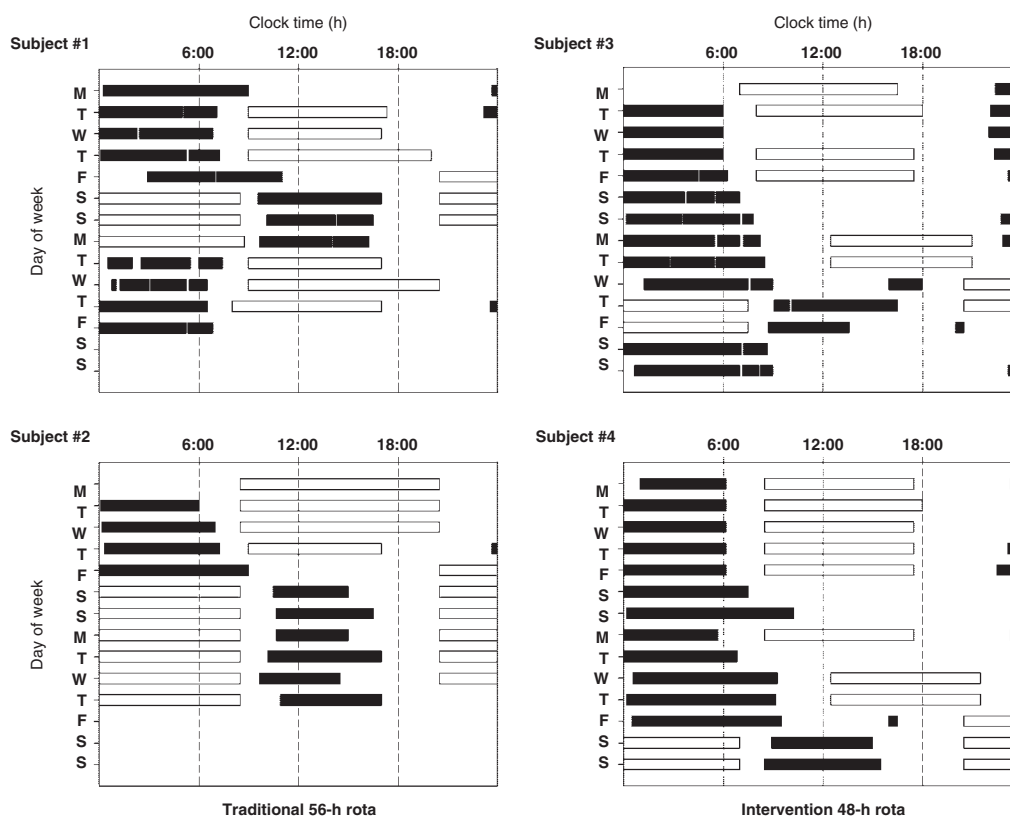 Clock time (h)
Subject #1
6:00 12:00 18:00
Day of week
M
T
W
T
F
S
S
M
T
W
T
F
S
S
Clock time (h)
Subject #3
6:00 12:00 18:00
M
T
W
T
F
S
S
M
T
W
T
F
S
S
Subject #2
6:00 12:00 18:00
Day of week
M
T
W
T
F
S
S
M
T
W
T
F
S
S
Traditional 56-h rota
Subject #4
6:00 12:00 18:00
M
T
W
T
F
S
S
M
T
W
T
F
S
S
Intervention 48-h rota